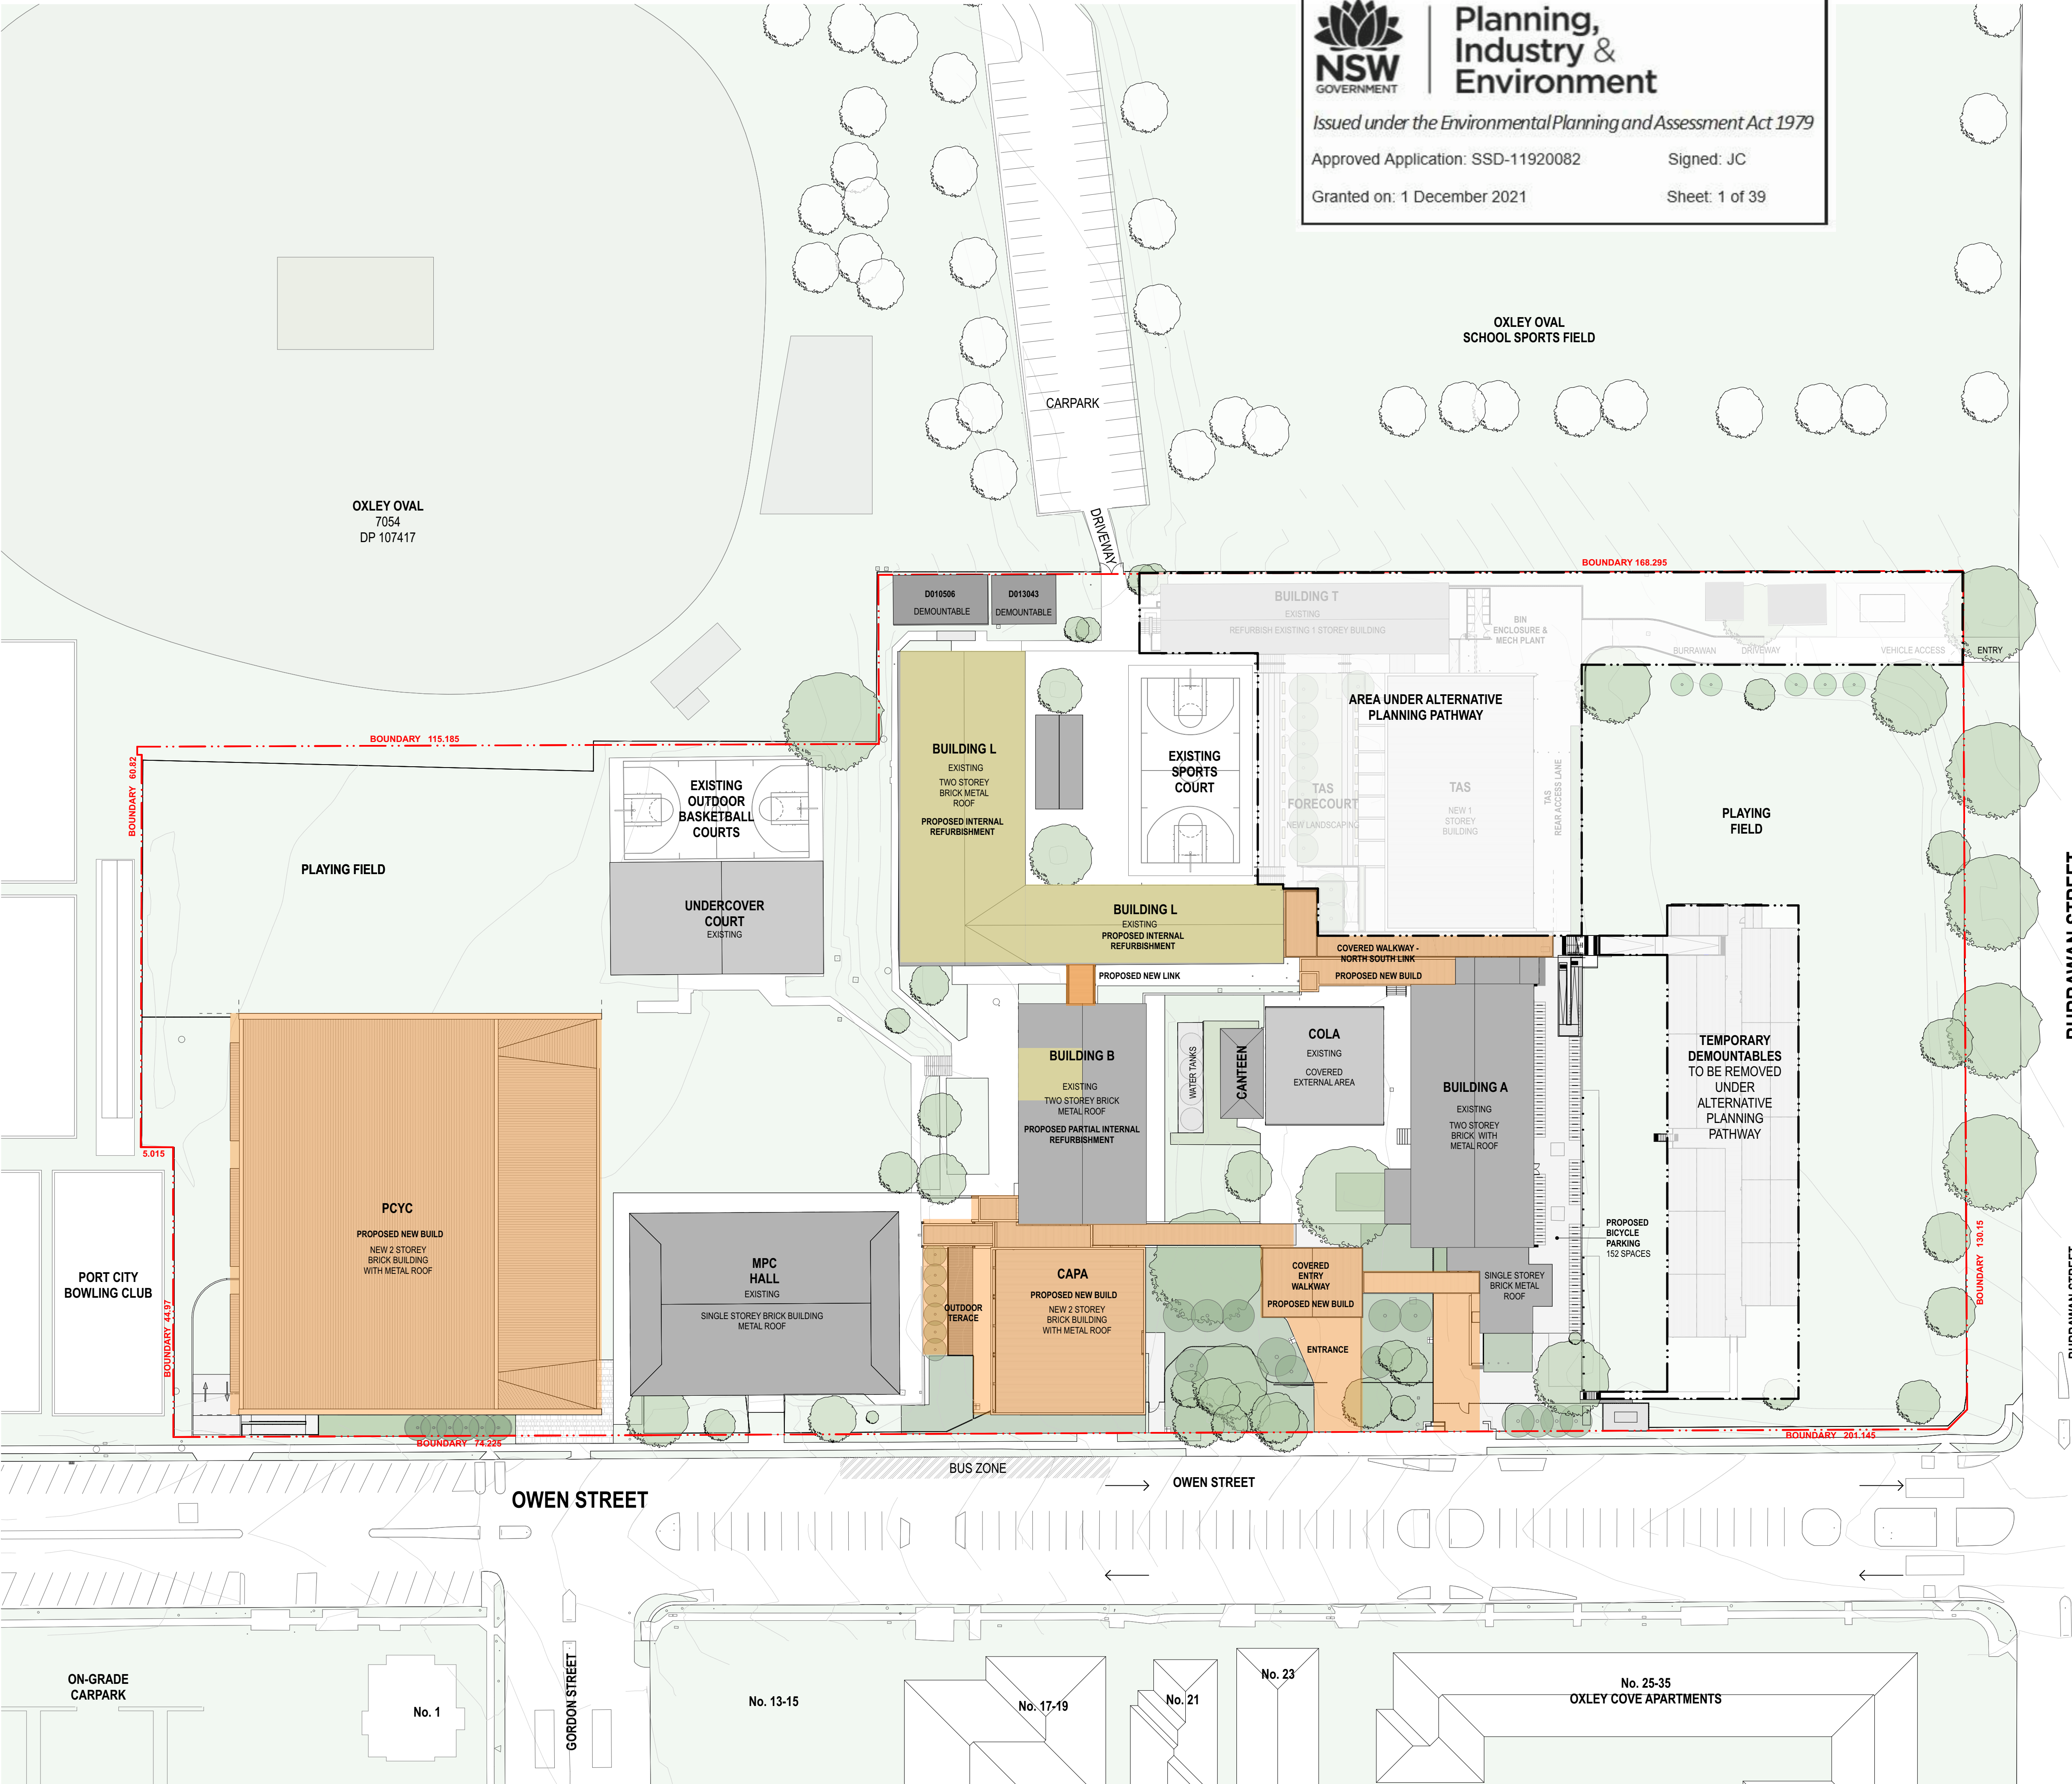 NSW
GOVERNMENT
Planning,
Industry &
Environment
Issued under the Environmental Planning and Assessment Act 1979
Approved Application: SSD-11920082
Signed: JC
Granted on: 1 December 2021
Sheet: 1 of 39
OXLEY OVAL
SCHOOL SPORTS FIELD
CARPARK
DRIVEWAY
OXLEY OVAL
7054
DP 107417
BOUNDARY 168.295
D010506
DEMOUNTABLE
D013043
DEMOUNTABLE
BUILDING T
EXISTING
REFURBISH EXISTING 1 STOREY BUILDING
BIN
ENCLOSURE &
MECH PLANT
BURRAWAN
DRIVEWAY
VEHICLE ACCESS
ENTRY
AREA UNDER ALTERNATIVE
PLANNING PATHWAY
BOUNDARY 115.185
BOUNDARY 60.82
BUILDING L
EXISTING
TWO STOREY
BRICK METAL
ROOF
PROPOSED INTERNAL
REFURBISHMENT
EXISTING
SPORTS
COURT
EXISTING
OUTDOOR
BASKETBALL
COURTS
TAS
FORECOURT
NEW LANDSCAPING
TAS
NEW 1
STOREY
BUILDING
TAS
REAR ACCESS LANE
PLAYING
FIELD
PLAYING FIELD
UNDERCOVER
COURT
EXISTING
BUILDING L
EXISTING
PROPOSED INTERNAL
REFURBISHMENT
BURRAWAN STREET
COVERED WALKWAY -
NORTH SOUTH LINK
PROPOSED NEW BUILD
PROPOSED NEW LINK
BUILDING B
EXISTING
TWO STOREY BRICK
METAL ROOF
PROPOSED PARTIAL INTERNAL
REFURBISHMENT
WATER TANKS
CANTEEN
COLA
EXISTING
COVERED
EXTERNAL AREA
BUILDING A
EXISTING
TWO STOREY
BRICK WITH
METAL ROOF
TEMPORARY
DEMOUNTABLES
TO BE REMOVED
UNDER
ALTERNATIVE
PLANNING
PATHWAY
5.015
PCYC
PROPOSED NEW BUILD
NEW 2 STOREY
BRICK BUILDING
WITH METAL ROOF
PROPOSED
BICYCLE
PARKING
152 SPACES
BOUNDARY 130.15
BURRAWAN STREET
PORT CITY
BOWLING CLUB
BOUNDARY 44.97
MPC
HALL
EXISTING
SINGLE STOREY BRICK BUILDING
METAL ROOF
OUTDOOR
TERACE
CAPA
PROPOSED NEW BUILD
NEW 2 STOREY
BRICK BUILDING
WITH METAL ROOF
COVERED
ENTRY
WALKWAY
PROPOSED NEW BUILD
SINGLE STOREY
BRICK METAL
ROOF
ENTRANCE
BOUNDARY 74.225
BOUNDARY 201.145
BUS ZONE
OWEN STREET
OWEN STREET
GORDON STREET
ON-GRADE
CARPARK
No. 1
No. 13-15
No. 17-19
No. 21
No. 23
No. 25-35
OXLEY COVE APARTMENTS